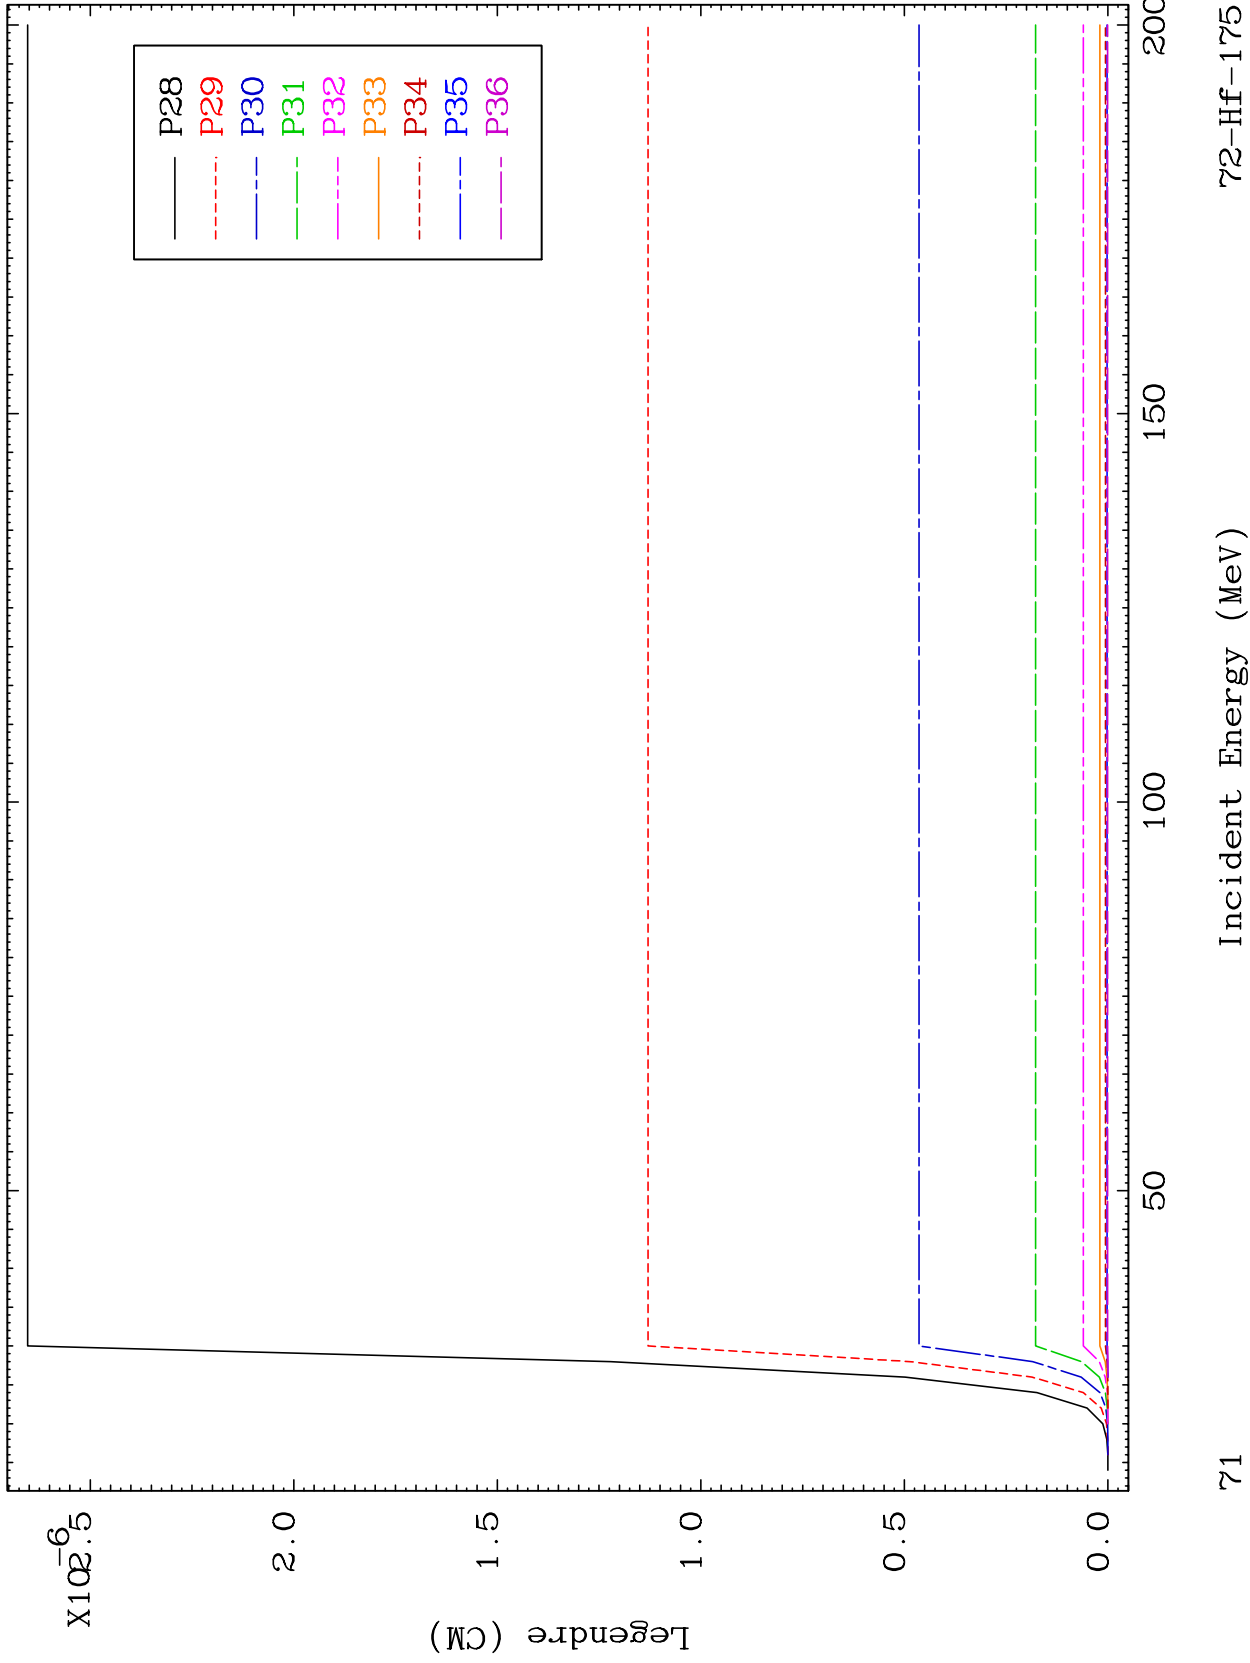 X10-6
2.5
2.0
1.5
1.0
0.5
0.0
Legendre (CM)
P28
P29
P30
P31
P32
P33
P34
P35
P36
50
100
150
200
Incident Energy (MeV)
71
72-Hf-175